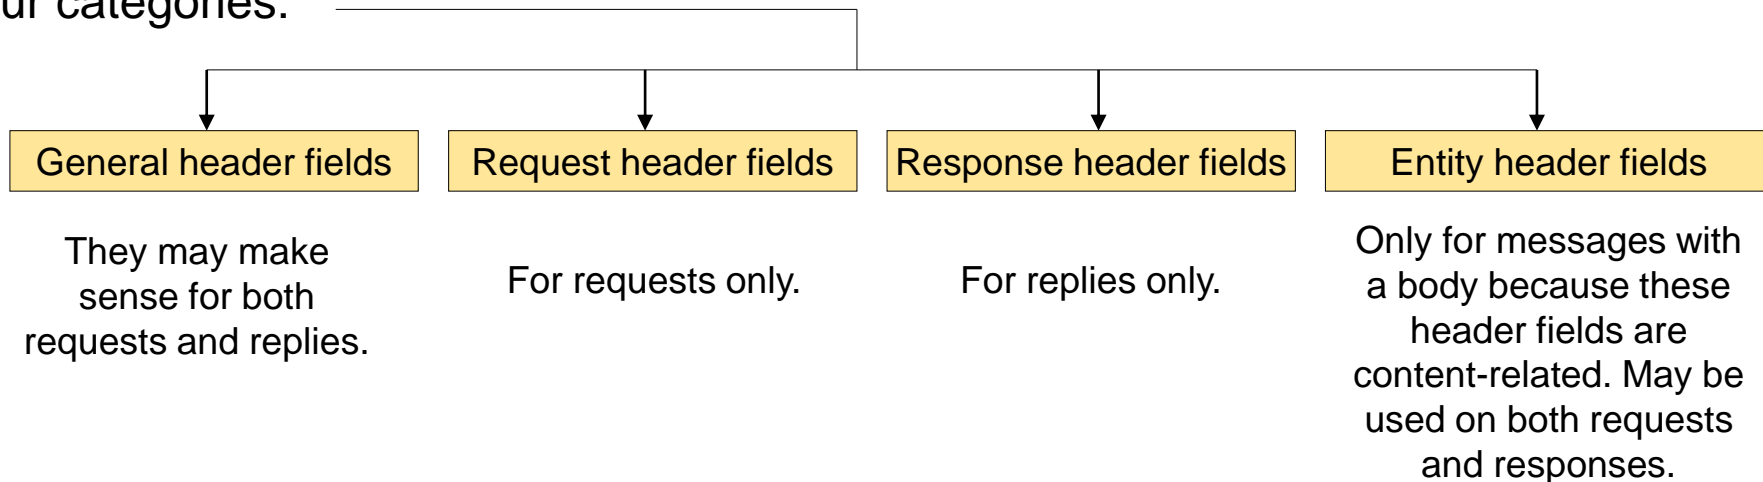 ur categories.
General header fields
Request header fields
Response header fields
Entity header fields
They may make
sense for both
requests and replies.
For requests only.
For replies only.
Only for messages with
a body because these
header fields are
content-related. May be
used on both requests
and responses.